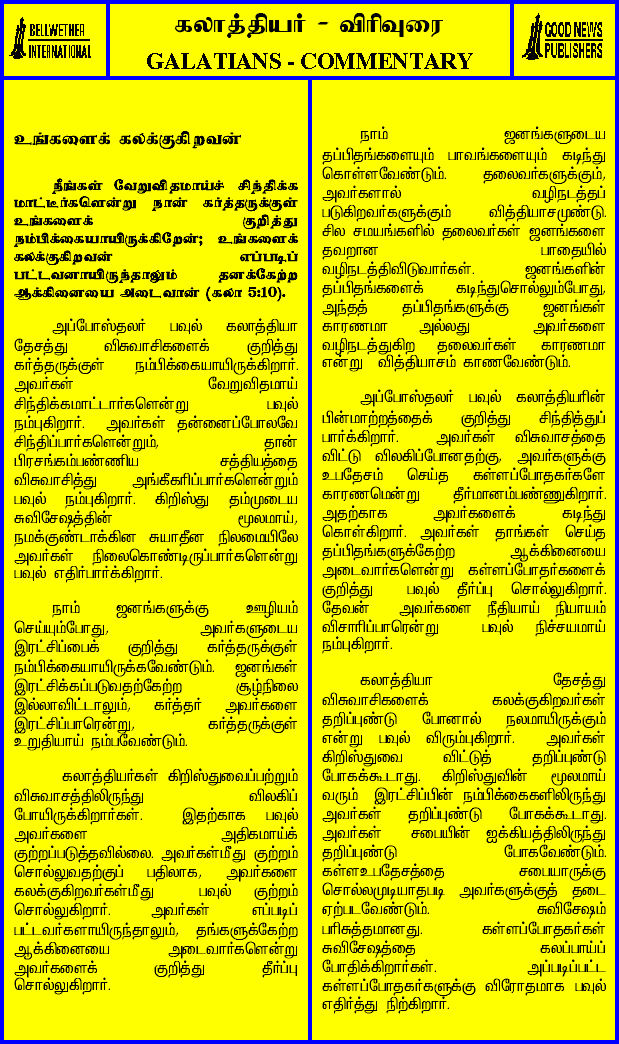 BELLWETHER
INTERNATIONAL
கலாத்தியர் - விரிவுரை
GALATIANS - COMMENTARY
GOOD NEWS
PUBLISHERS
உங்களைக் கலக்குகிறவன்
நீங்கள் வேறுவிதமாய்ச் சிந்திக்க
மாட்டீர்களென்று நான் கர்த்தருக்குள்
உங்களைக் குறித்து
நம்பிக்கையாயிருக்கிறேன்; உங்களைக்
கலக்குகிறவன் எப்படிப்
பட்டவனாயிருந்தாலும் தனக்கேற்ற
ஆக்கினையை அடைவான் (கலா 5:10).
அப்போஸ்தலர் பவுல் கலாத்தியா
தேசத்து விசுவாசிகளைக் குறித்து
கர்த்தருக்குள் நம்பிக்கையாயிருக்கிறார்.
அவர்கள் வேறுவிதமாய்
சிந்திக்கமாட்டார்களென்று பவுல்
நம்புகிறார். அவர்கள் தன்னைப்போலவே
சிந்திப்பார்களென்றும், தான்
பிரசங்கம்பண்ணிய சத்தியத்தை
விசுவாசித்து அங்கீகரிப்பார்களென்றும்
பவுல் நம்புகிறார். கிறிஸ்து தம்முடைய
சுவிசேஷத்தின் மூலமாய்,
நமக்குண்டாக்கின சுயாதீன நிலமையிலே
அவர்கள் நிலைகொண்டிருப்பார்களென்று
பவுல் எதிர்பார்க்கிறார்.
நாம் ஜனங்களுக்கு ஊழியம்
செய்யும்போது, அவர்களுடைய
இரட்சிப்பைக் குறித்து கர்த்தருக்குள்
நம்பிக்கையாயிருக்கவேண்டும். ஜனங்கள்
இரட்சிக்கப்படுவதற்கேற்ற சூழ்நிலை
இல்லாவிட்டாலும், கர்த்தர் அவர்களை
இரட்சிப்பாரென்று, கர்த்தருக்குள்
உறுதியாய் நம்பவேண்டும்.
கலாத்தியர்கள் கிறிஸ்துவைப்பற்றும்
விசுவாசத்திலிருந்து விலகிப்
போயிருக்கிறார்கள். இதற்காக பவுல்
அவர்களை அதிகமாய்க்
குற்றப்படுத்தவில்லை. அவர்கள்மீது குற்றம்
சொல்லுவதற்குப் பதிலாக, அவர்களை
கலக்குகிறவர்கள்மீது பவுல் குற்றம்
சொல்லுகிறார். அவர்கள் எப்படிப்
பட்டவர்களாயிருந்தாலும், தங்களுக்கேற்ற
ஆக்கினையை அடைவார்களென்று
அவர்களைக் குறித்து தீர்ப்பு
சொல்லுகிறார்.
நாம் ஜனங்களுடைய
தப்பிதங்களையும் பாவங்களையும் கடிந்து
கொள்ளவேண்டும். தலைவர்களுக்கும்,
அவர்களால் வழிநடத்தப்
படுகிறவர்களுக்கும் வித்தியாசமுண்டு.
சில சமயங்களில் தலைவர்கள் ஜனங்களை
தவறான பாதையில்
வழிநடத்திவிடுவார்கள். ஜனங்களின்
தப்பிதங்களைக் கடிந்துசொல்லும்போது,
அந்தத் தப்பிதங்களுக்கு ஜனங்கள்
காரணமா அல்லது அவர்களை
வழிநடத்துகிற தலைவர்கள் காரணமா
என்று வித்தியாசம் காணவேண்டும்.
அப்போஸ்தலர் பவுல் கலாத்தியரின்
பின்மாற்றத்தைக் குறித்து சிந்தித்துப்
பார்க்கிறார். அவர்கள் விசுவாசத்தை
விட்டு விலகிப்போனதற்கு, அவர்களுக்கு
உபதேசம் செய்த கள்ளப்போதகர்களே
காரணமென்று தீர்மானம்பண்ணுகிறார்.
அதற்காக அவர்களைக் கடிந்து
கொள்கிறார். அவர்கள் தாங்கள் செய்த
தப்பிதங்களுக்கேற்ற ஆக்கினையை
அடைவார்களென்று கள்ளப்போதர்களைக்
குறித்து பவுல் தீர்ப்பு சொல்லுகிறார்.
தேவன் அவர்களை நீதியாய் நியாயம்
விசாரிப்பாரென்று பவுல் நிச்சயமாய்
நம்புகிறார்.
கலாத்தியா தேசத்து
விசுவாசிகளைக் கலக்குகிறவர்கள்
தறிப்புண்டு போனால் நலமாயிருக்கும்
என்று பவுல் விரும்புகிறார். அவர்கள்
கிறிஸ்துவை விட்டுத் தறிப்புண்டு
போகக்கூடாது. கிறிஸ்துவின் மூலமாய்
வரும் இரட்சிப்பின் நம்பிக்கைகளிலிருந்து
அவர்கள் தறிப்புண்டு போகக்கூடாது.
அவர்கள் சபையின் ஐக்கியத்திலிருந்து
தறிப்புண்டு போகவேண்டும்.
கள்ளஉபதேசத்தை சபையாருக்கு
சொல்லமுடியாதபடி அவர்களுக்குத் தடை
ஏற்படவேண்டும். சுவிசேஷம்
பரிசுத்தமானது. கள்ளப்போதகர்கள்
சுவிசேஷத்தை கலப்பாய்ப்
போதிக்கிறார்கள். அப்படிப்பட்ட
கள்ளப்போதகர்களுக்கு விரோதமாக பவுல்
எதிர்த்து நிற்கிறார்.